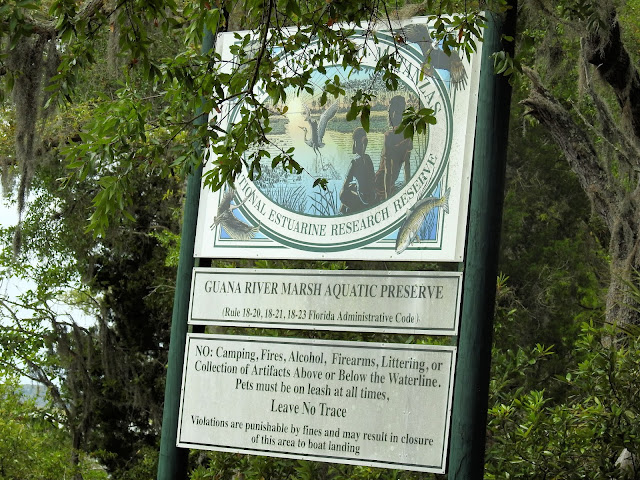 TIONAL ESTUARINE RESEARCH RESERVE
GUANA RIVER MARSH AQUATIC PRESERVE
(Rule 18-20, 18-21, 18-23 Florida Administrative Code)
NO: Camping, Fires, Alcohol, Firearms, Littering, or
Collection of Artifacts Above or Below the Waterline.
Pets must be on leash at all times,
Leave No Trace
Violations are punishable by fines and may result in closure
of this area to boat landing